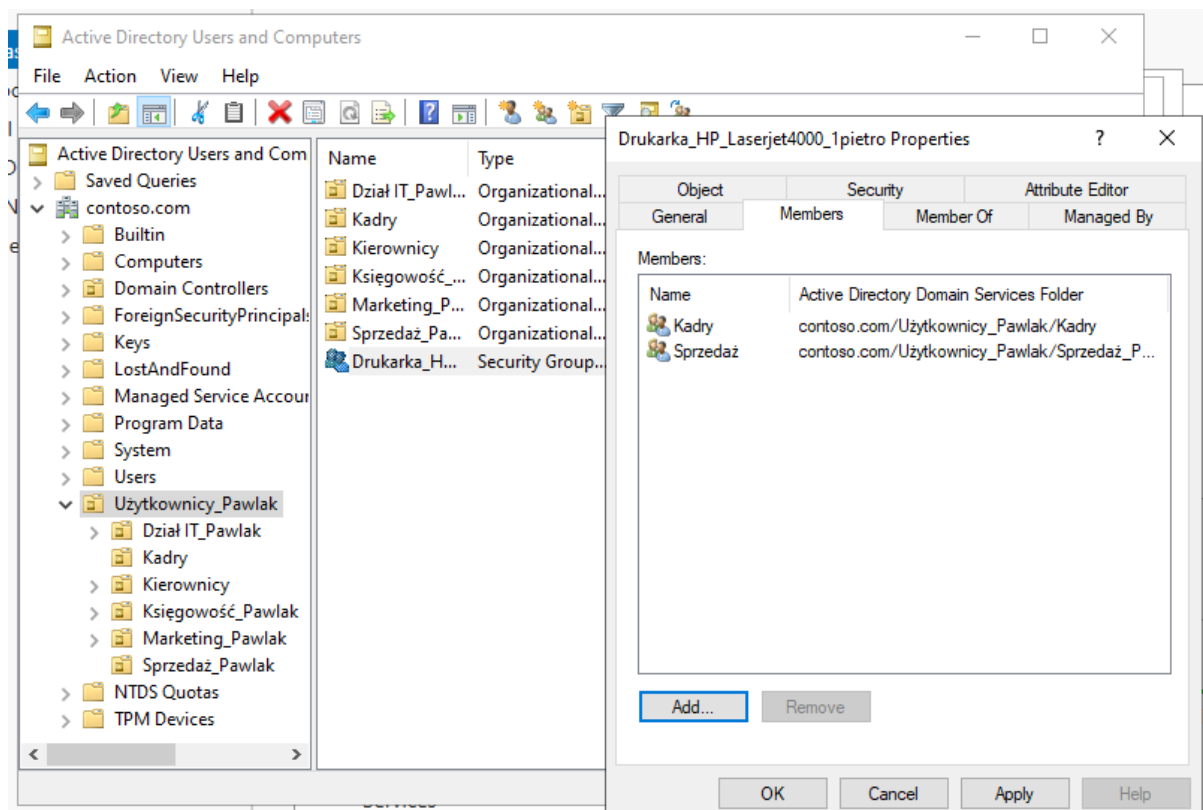 Active Directory Users and Computers
File Action View Help
Active Directory Users and Com
Saved Queries
contoso.com
Builtin
Computers
Domain Controllers
ForeignSecurityPrincipal
Keys
LostAndFound
Managed Service Accour
Program Data
System
Users
Użytkownicy_Pawlak
Dział IT_Pawlak
Kadry
Kierownicy
Księgowość_Pawlak
Marketing_Pawlak
Sprzedaż_Pawlak
NTDS Quotas
TPM Devices
Name Type
Dział IT_Pawl... Organizational...
Kadry Organizational...
Kierownicy Organizational...
Księgowość_... Organizational...
Marketing_P... Organizational...
Sprzedaż_Pa... Organizational...
Drukarka_H... Security Group...
Drukarka_HP_Laserjet4000_1pietro Properties ?
Object Security Attribute Editor
General Members Member Of Managed By
Members:
Name Active Directory Domain Services Folder
Kadry contoso.com/Użytkownicy_Pawlak/Kadry
Sprzedaż contoso.com/Użytkownicy_Pawlak/Sprzedaż_P...
Add... Remove
OK Cancel Apply Help